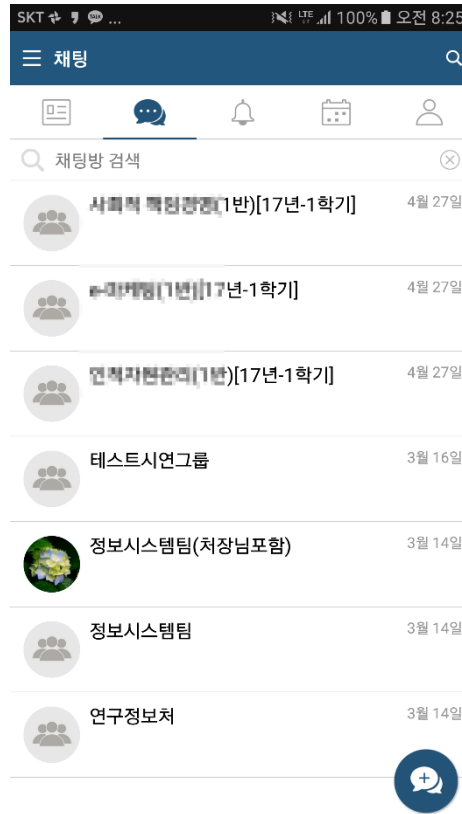 SKT ... LTE 100% 오전 8:25
채팅
채팅방 검색
1반)[17년-1학기]
4월 27일
17년-1학기]
4월 27일
)[17년-1학기]
4월 27일
테스트시연그룹
3월 16일
정보시스템팀(처장님포함)
3월 14일
정보시스템팀
3월 14일
연구정보처
3월 14일